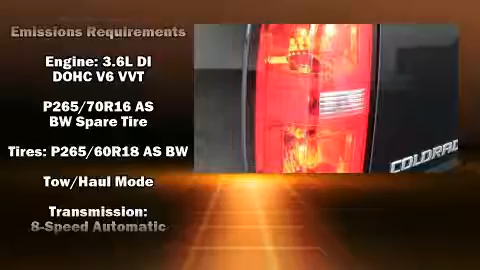 Emissions Requirements
Engine: 3.6L DI
DOHC V6 VVT
P265/70R16 AS
BW Spare Tire
Tires: P265/60R18 AS BW
Tow/Haul Mode
Transmission:
8-Speed Automatic
COLORAD